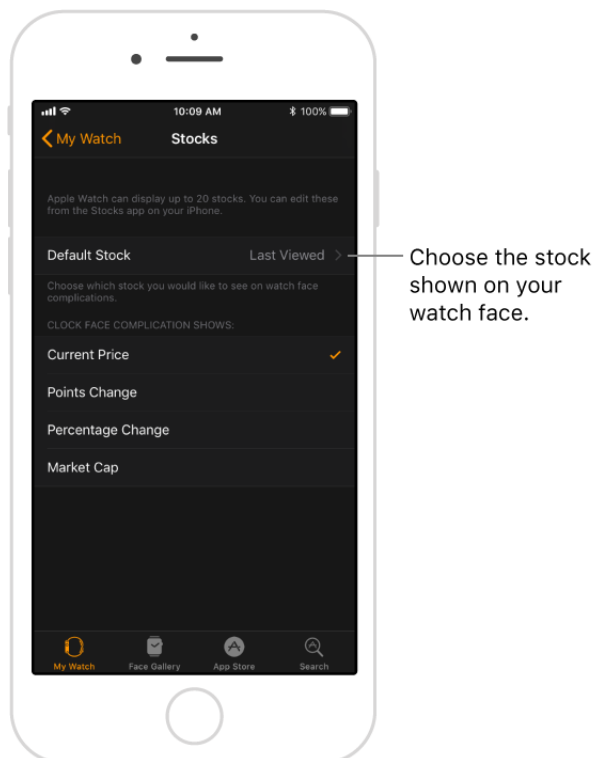 10:09 AM
100%
My Watch
Stocks
Apple Watch can display up to 20 stocks. You can edit these
from the Stocks app on your iPhone.
Default Stock
Last Viewed
Choose the stock
shown on your
watch face.
Choose which stock you would like to see on watch face
complications.
CLOCK FACE COMPLICATION SHOWS:
Current Price
Points Change
Percentage Change
Market Cap
My Watch
Face Gallery
App Store
Search